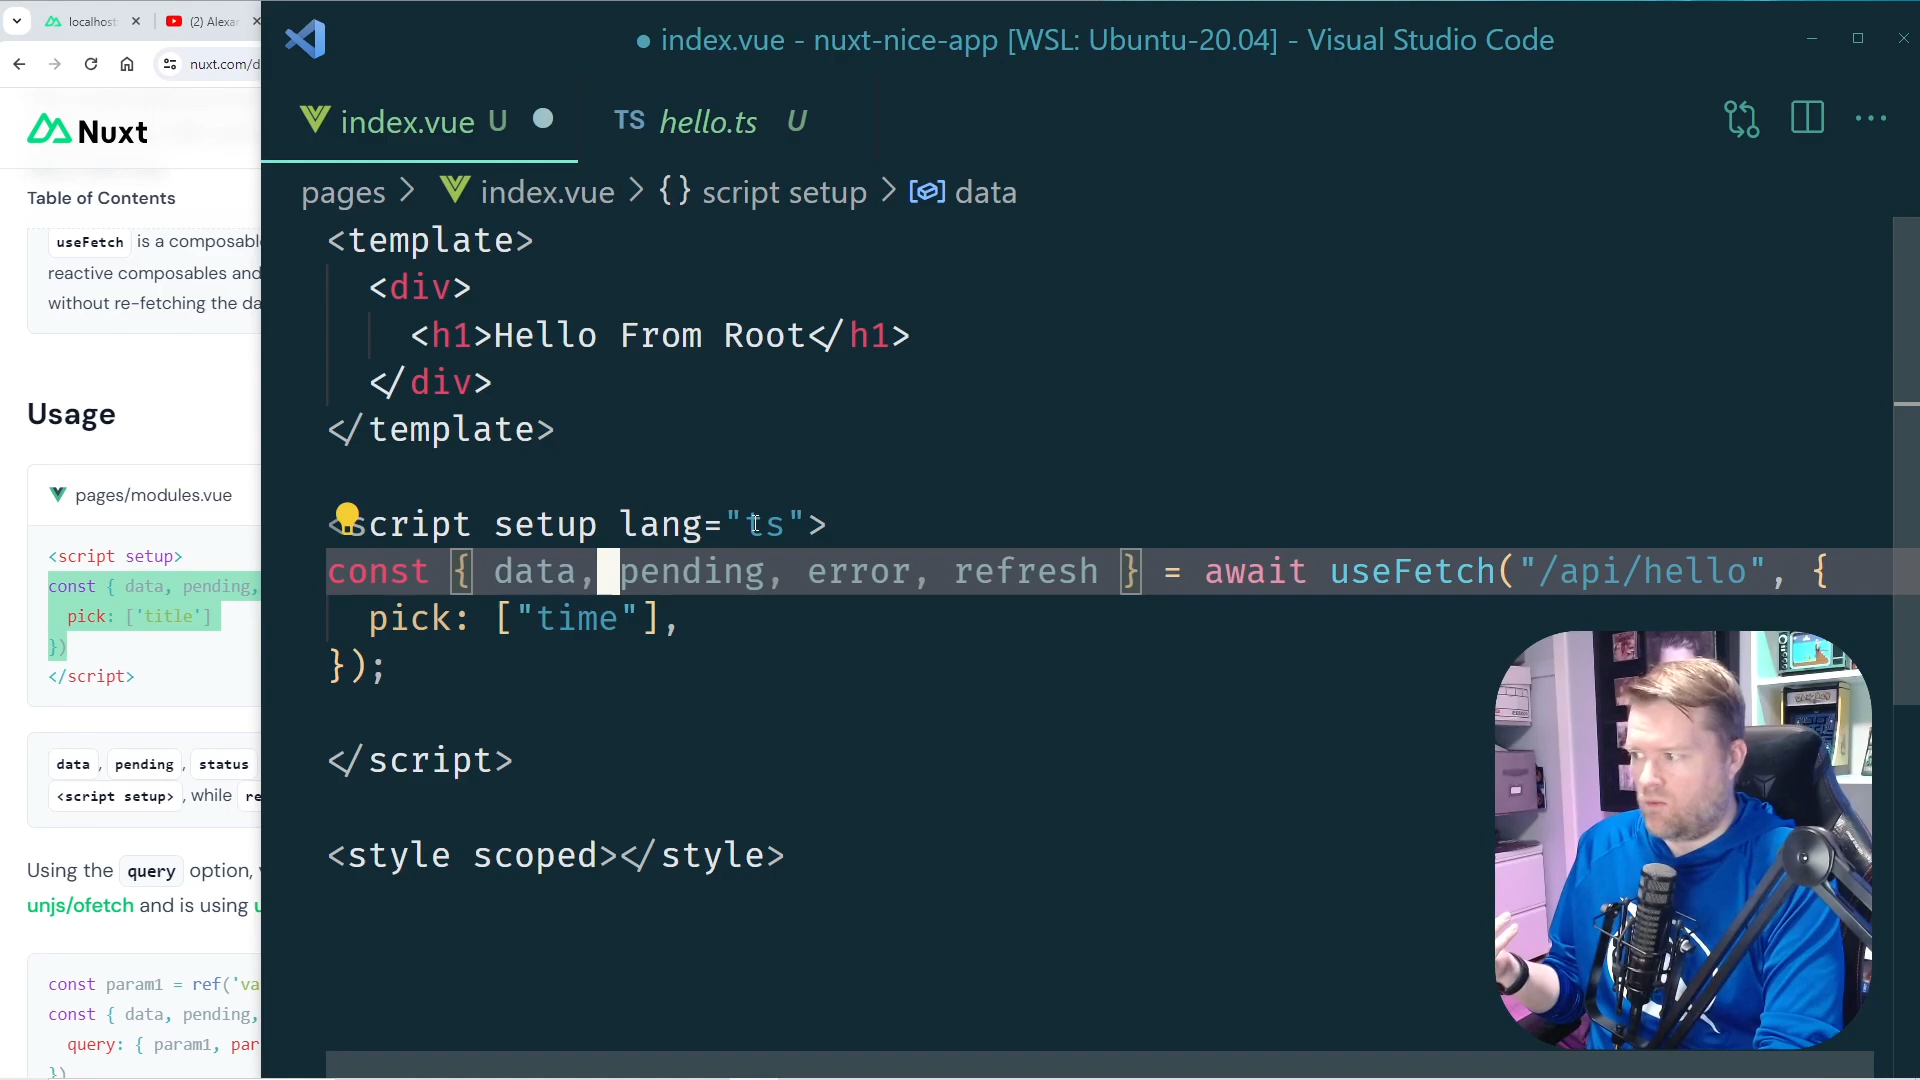 localhost
(2) Alexa
nuxt.com/d
Nuxt
Table of Contents
useFetch is a composable
reactive composables and
without re-fetching the da
Usage
pages/modules.vue
<script setup>
const { data, pending,
pick: ['title']
})
</script>
data, pending, status
<script setup>, while re
Using the query option,
unjs/ofetch and is using u
const param1 = ref('va
const { data, pending,
query: { param1, par
})
index.vue - nuxt-nice-app [WSL: Ubuntu-20.04] - Visual Studio Code
index.vue U
TS hello.ts U
pages > index.vue > {} script setup > data
<template>
<div>
<h1>Hello From Root</h1>
</div>
</template>
<script setup lang="ts">
const { data, pending, error, refresh } = await useFetch("/api/hello", {
pick: ["time"],
});
</script>
<style scoped></style>